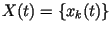 X(t) = {x_k(t)}